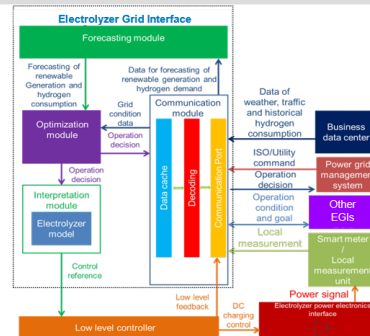 Electrolyzer Grid Interface
Forecasting module
Forecasting of
renewable
Generation and
hydrogen
consumption
Data for forecasting of
renewable generation and
hydrogen demand
Grid
condition
data
Communication
module
Optimization
module
Operation
decision
Operation
decision
Interpretation
module
Electrolyzer
model
Data cache
Decoding
Communication Port
Data of
weather, traffic
and historical
hydrogen
consumption
Business
data center
ISO/Utility
command
Power grid
management
system
Operation
decision
Operation
condition
and goal
Other
EGIs
Local
measurement
Smart meter
/
Local
measurement
unit
Control
reference
Low level
feedback
DC
charging
control
Power signal
Electrolyzer power electronics
interface
Low level controller